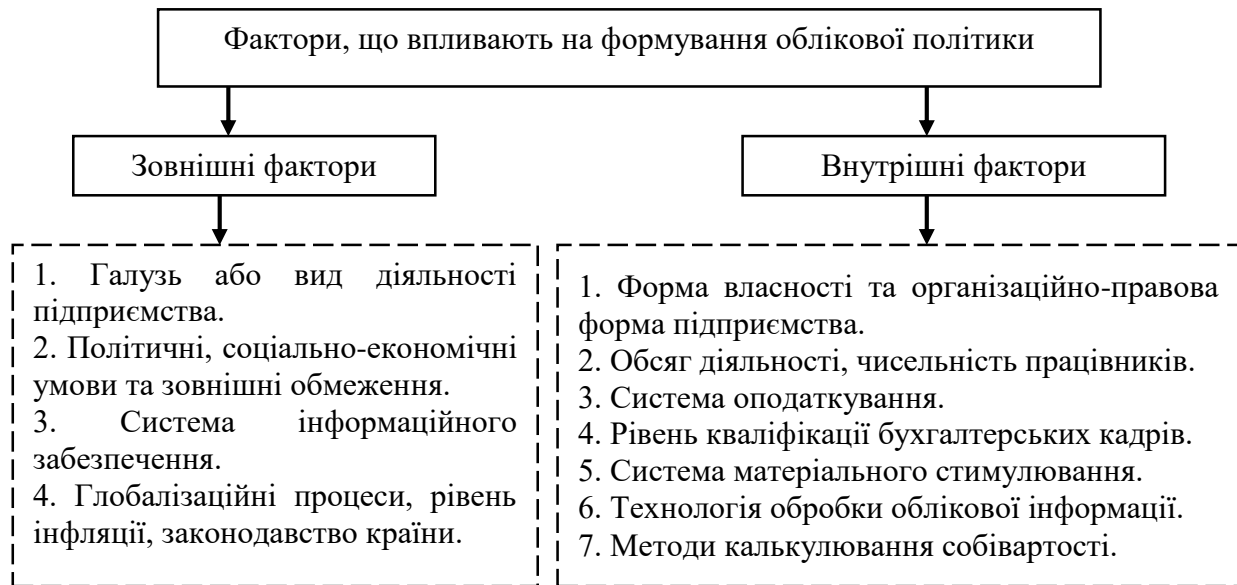 Фактори, що впливають на формування облікової політики
Зовнішні фактори
Внутрішні фактори
1. Галузь або вид діяльності
підприємства.
2. Політичні, соціально-економічні
умови та зовнішні обмеження.
3. Система інформаційного
забезпечення.
4. Глобалізаційні процеси, рівень
інфляції, законодавство країни.
1. Форма власності та організаційно-правова
форма підприємства.
2. Обсяг діяльності, чисельність працівників.
3. Система оподаткування.
4. Рівень кваліфікації бухгалтерських кадрів.
5. Система матеріального стимулювання.
6. Технологія обробки облікової інформації.
7. Методи калькулювання собівартості.